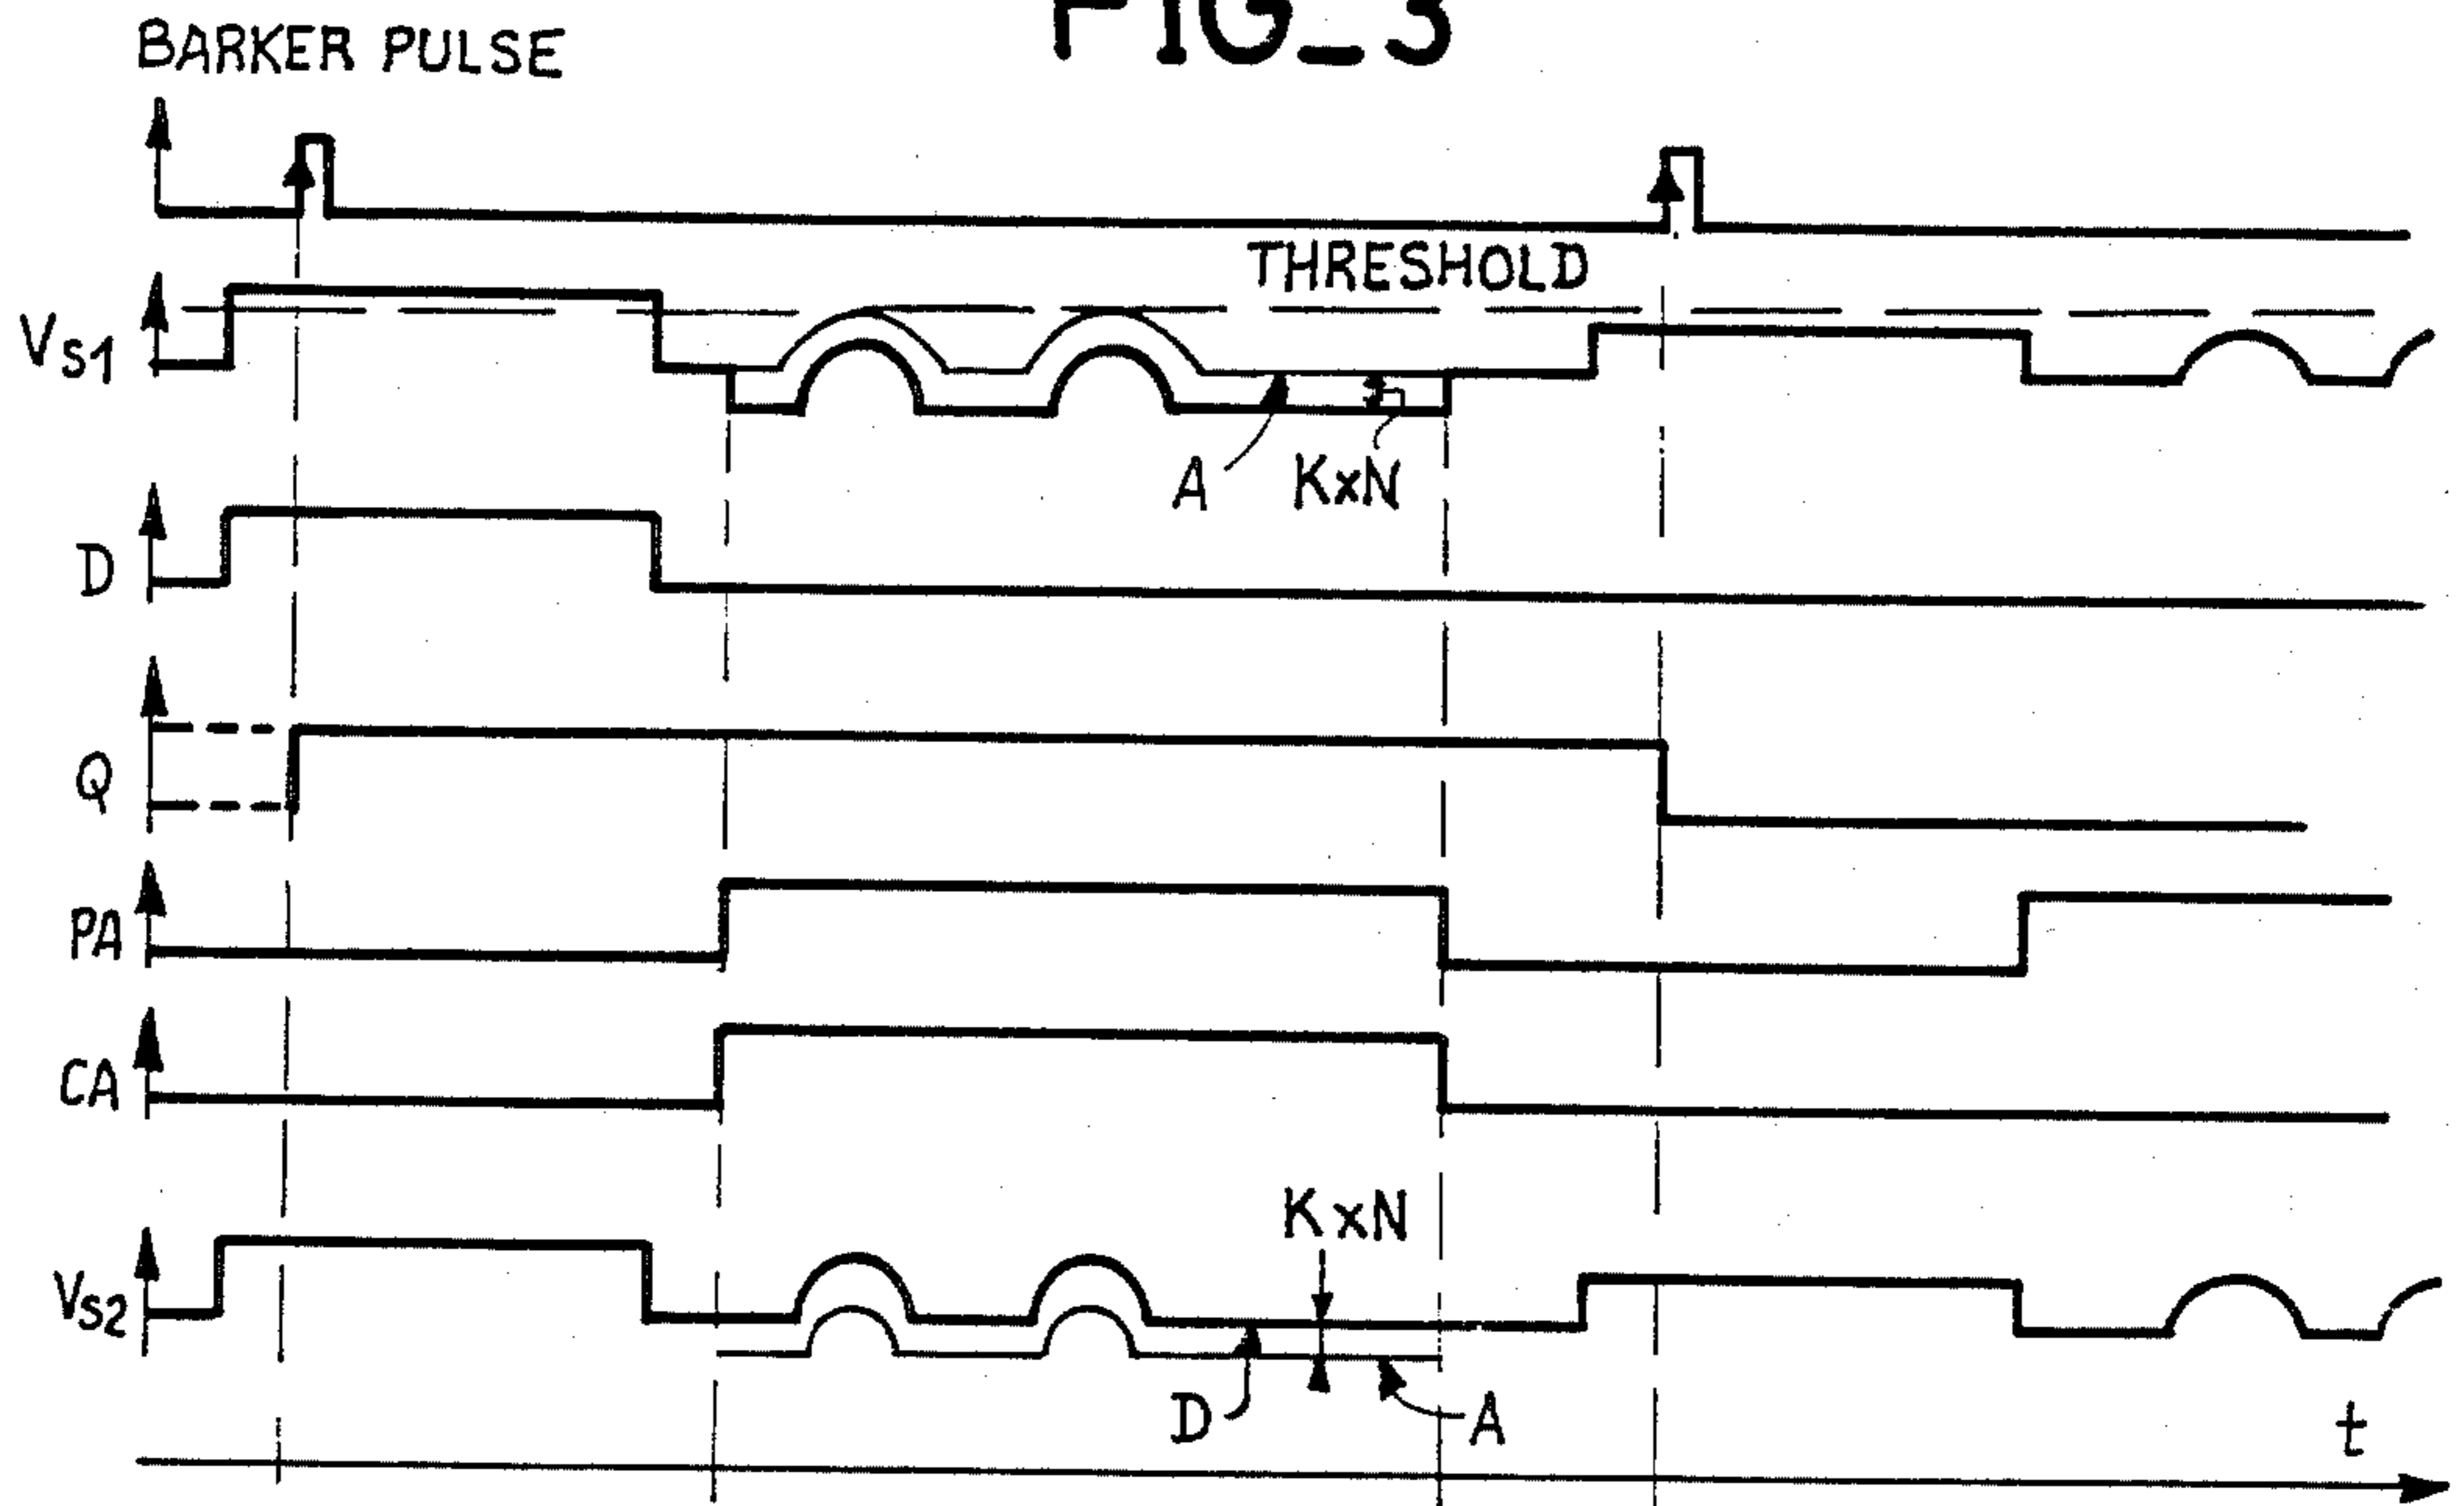 FIG_3
BARKER PULSE
THRESHOLD
VS1
A
KxN
D
Q
PA
CA
KxN
VS2
D
A
t